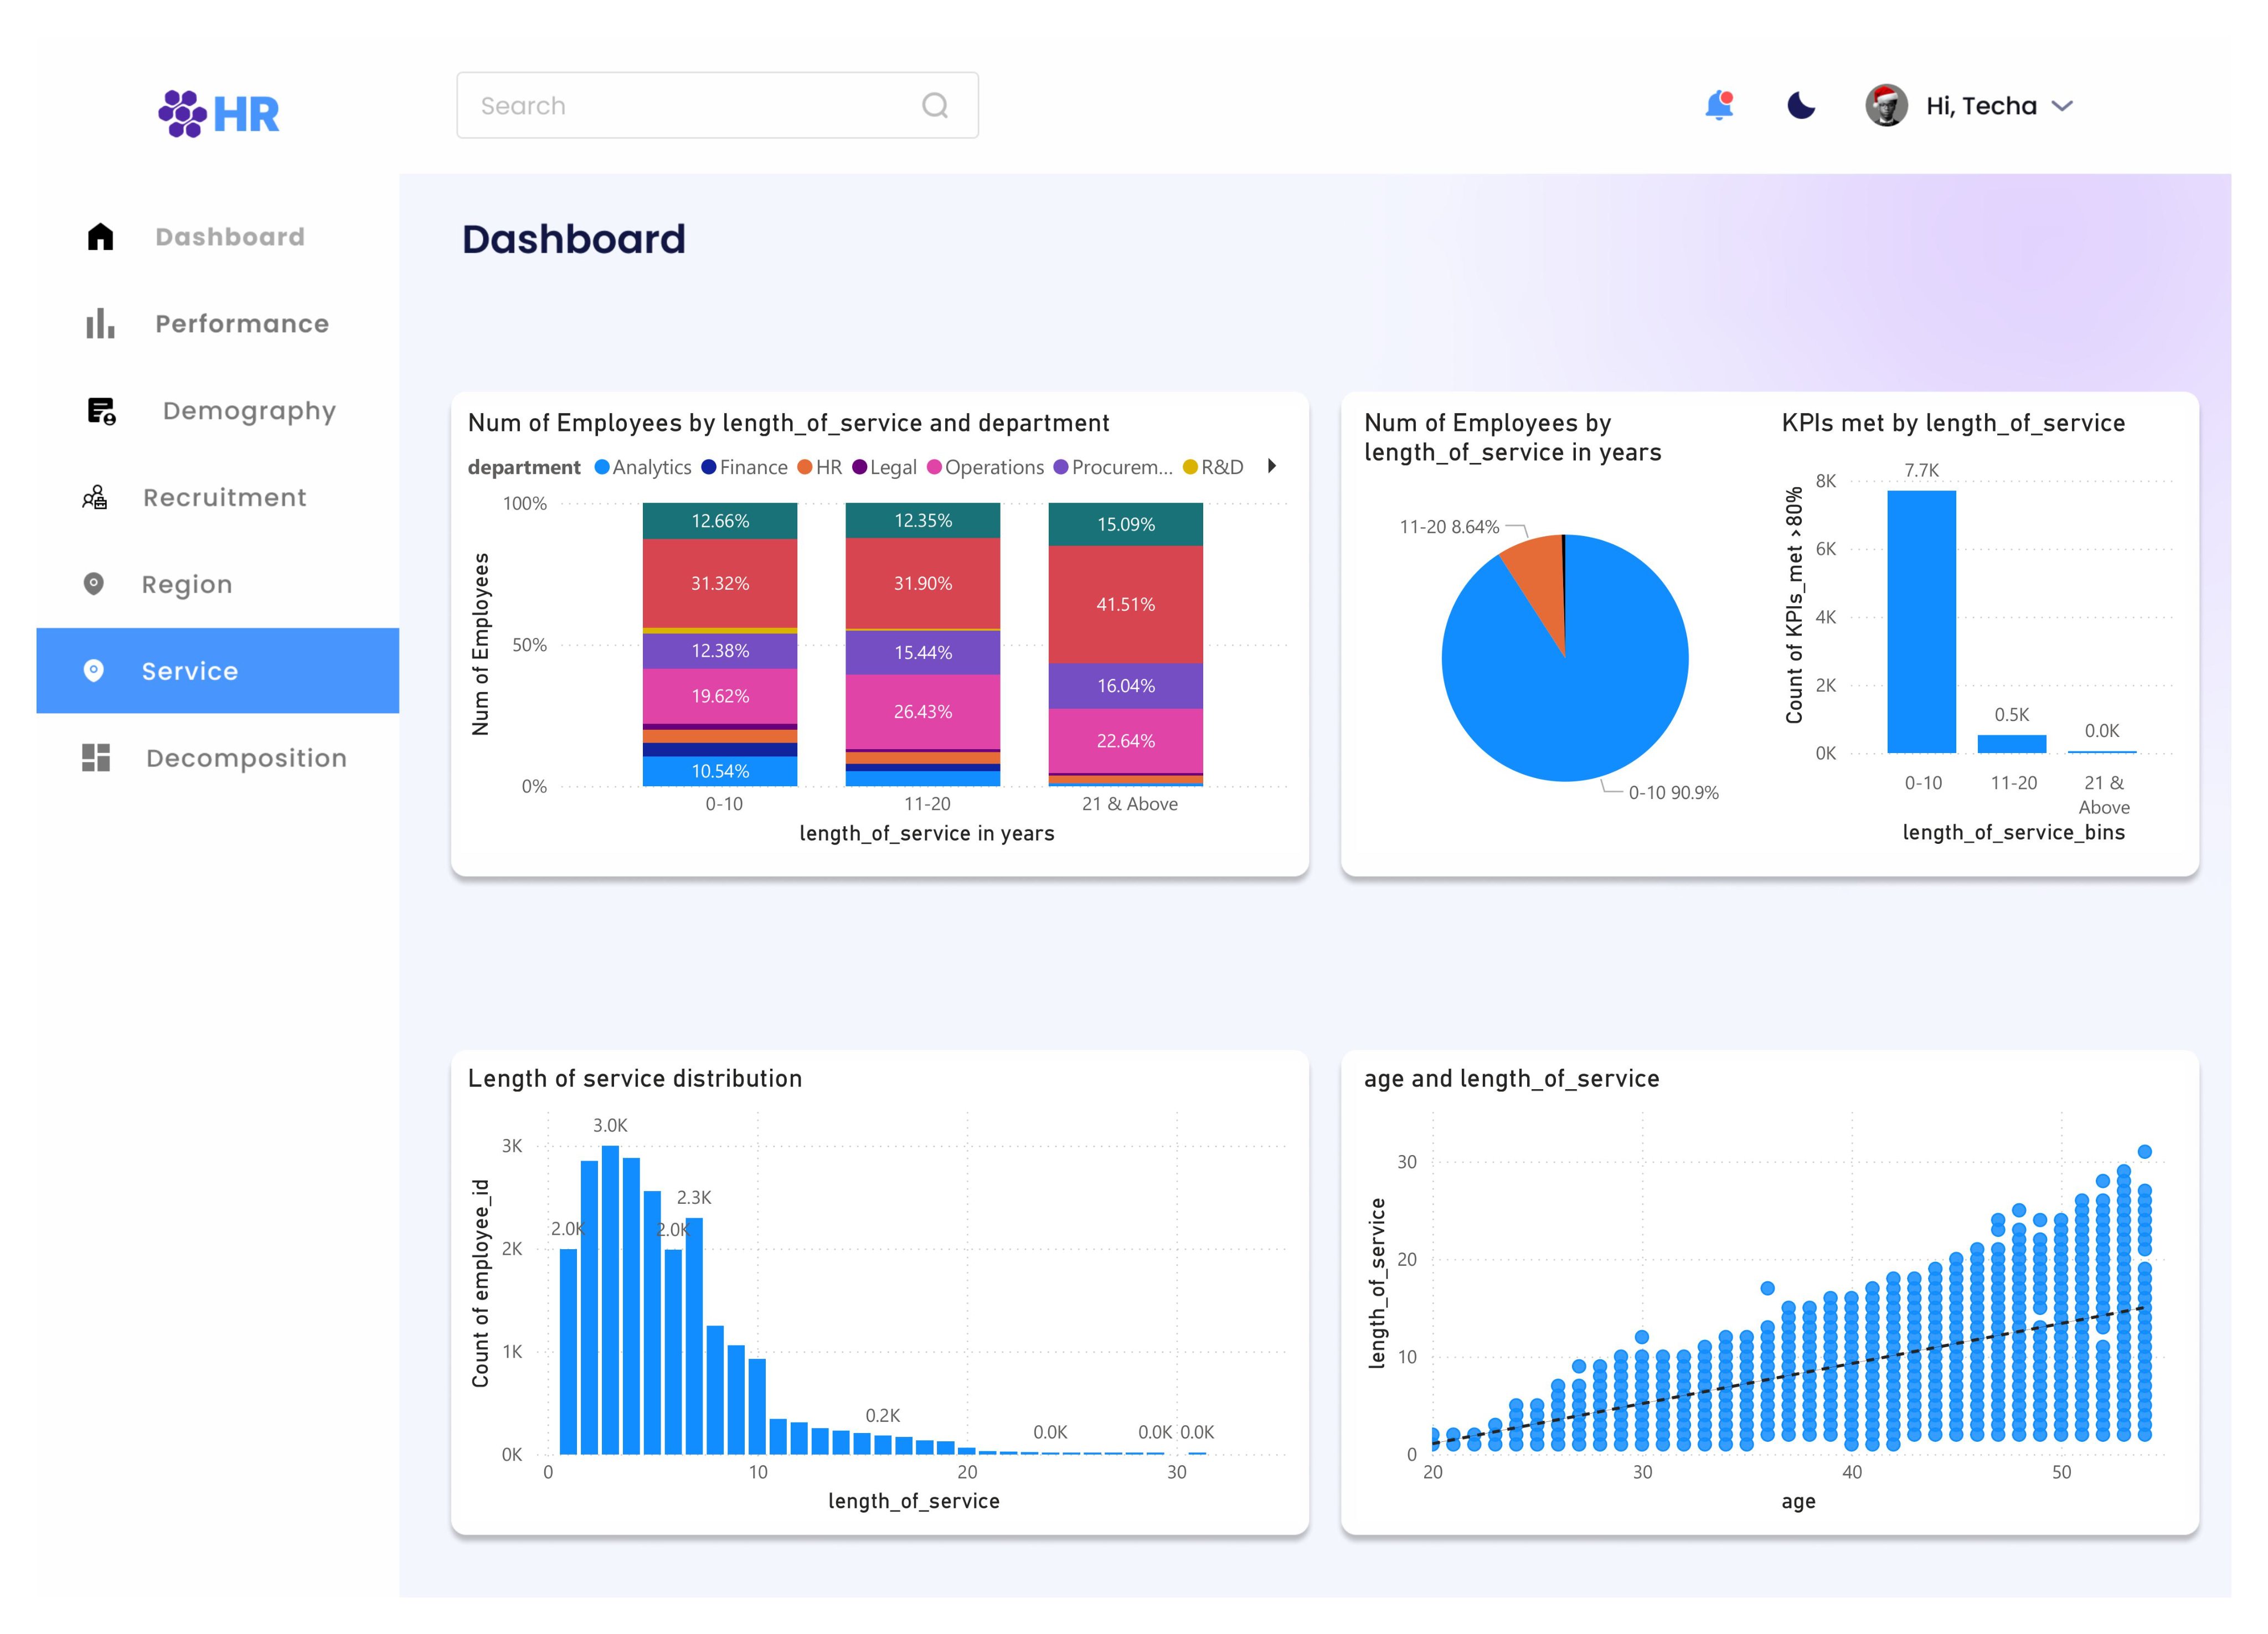 HR
Search
Hi, Techa
Dashboard
Performance
Demography
Recruitment
Region
Service
Decomposition
Dashboard
Num of Employees by length_of_service and department
department Analytics Finance HR Legal Operations Procurem... R&D
100%
50%
0%
Num of Employees
12.66%
31.32%
12.38%
19.62%
10.54%
12.35%
31.90%
15.44%
26.43%
15.09%
41.51%
16.04%
22.64%
0-10 11-20 21 & Above
length_of_service in years
Num of Employees by
length_of_service in years
11-20 8.64%
0-10 90.9%
KPIs met by length_of_service
Count of KPIs_met >80%
8K
6K
4K
2K
0K
7.7K
0.5K
0.0K
0-10 11-20 21 &
Above
length_of_service_bins
Length of service distribution
Count of employee_id
3K
2K
1K
0K
2.0K
3.0K
2.0K
2.3K
0.2K
0.0K
0.0K
0.0K
0 10 20 30
length_of_service
age and length_of_service
length_of_service
30
20
10
0
20 30 40 50
age